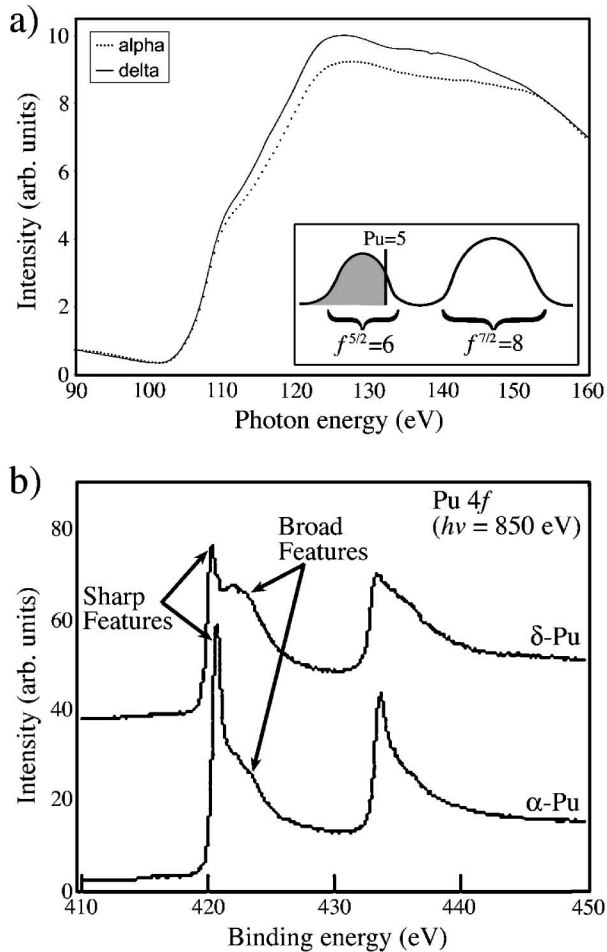 a)
10
8
6
4
2
0
Intensity (arb. units)
alpha
delta
Pu=5
f^5/2=6
f^7/2=8
90 100 110 120 130 140 150 160
Photon energy (eV)
b)
80
60
40
20
0
Intensity (arb. units)
Pu 4f
(hν = 850 eV)
Broad
Features
Sharp
Features
δ-Pu
α-Pu
410 420 430 440 450
Binding energy (eV)